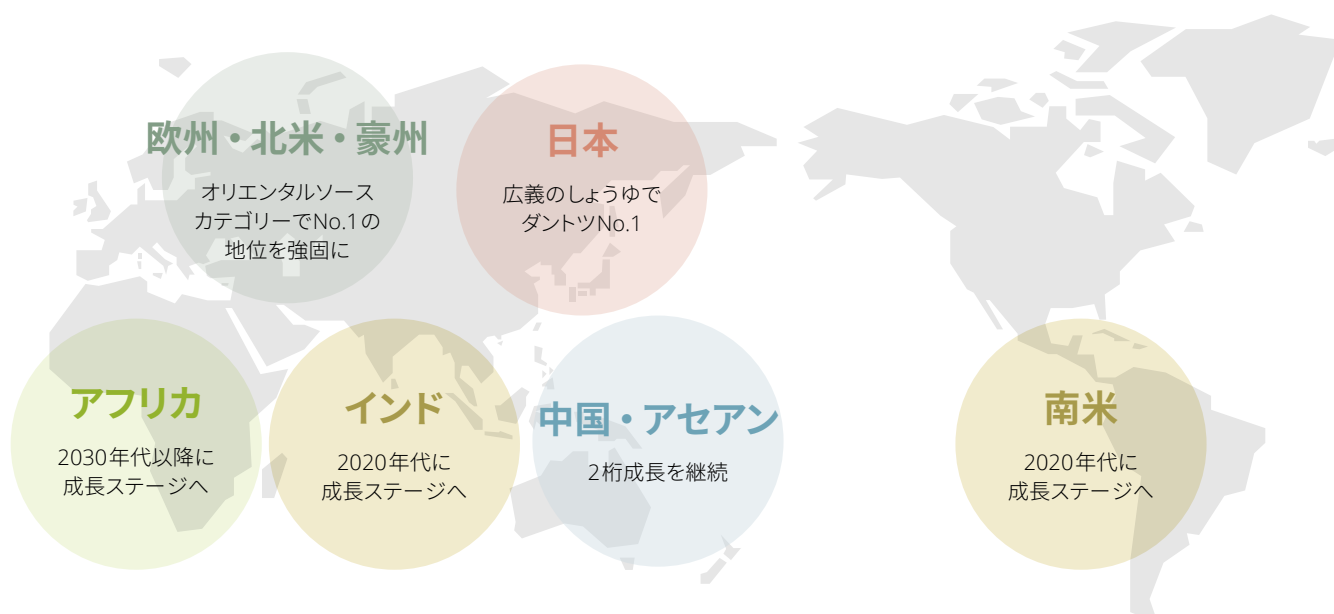 欧州・北米・豪州
オリエンタルソース
カテゴリーでNo.1の
地位を強固に
日本
広義のしょうゆで
ダントツNo.1
アフリカ
2030年代以降に
成長ステージへ
インド
2020年代に
成長ステージへ
中国・アセアン
2桁成長を継続
南米
2020年代に
成長ステージへ